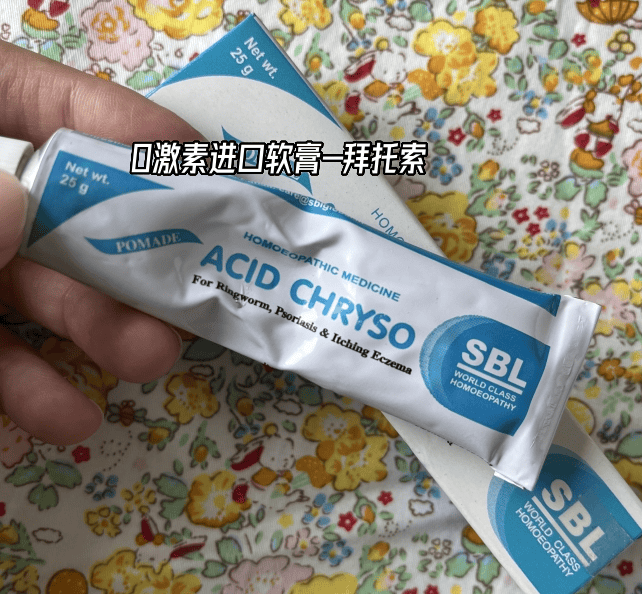 Net wt.
25 g
激素进口软膏—拜托索
Net wt.
25 g
POMADE
HOMOEOPATHIC MEDICINE
ACID CHRYSO
For Ringworm, Psoriasis & Itching Eczema
SBL
WORLD CLASS
HOMOEOPATHY
SBL
WORLD CLASS
HOMOEOPATHY